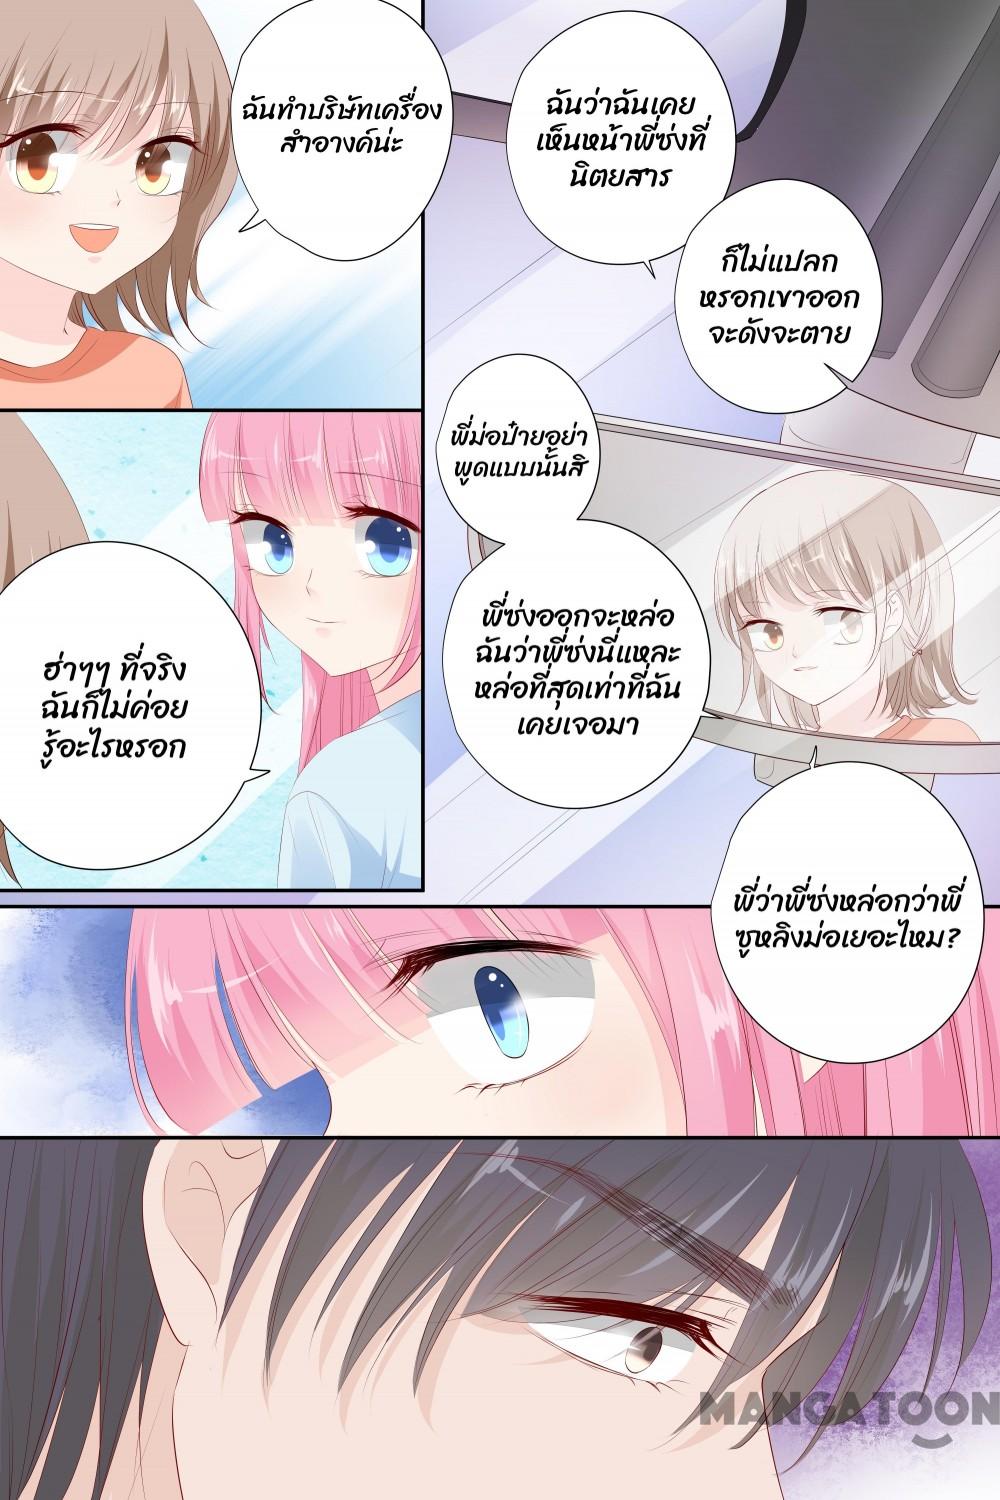 ฉันทำบริษัทเครื่อง
สำอางค์น่ะ
ฉันว่าฉันเคย
เห็นหน้าพี่ซ่งที่
นิตยสาร
ก็ไม่แปลก
หรอกเขาออก
จะดังจะตาย
พี่ม่อป๋ายอย่า
พูดแบบนั้นสิ
พี่ซ่งออกจะหล่อ
ฉันว่าพี่ซ่งนี่แหละ
หล่อที่สุดเท่าที่ฉัน
เคยเจอมา
ฮ่าๆๆ ที่จริง
ฉันก็ไม่ค่อย
รู้อะไรหรอก
พี่ว่าพี่ซ่งหล่อกว่าพี่
ซูหลิงม่อเยอะไหม?
MANGATOON